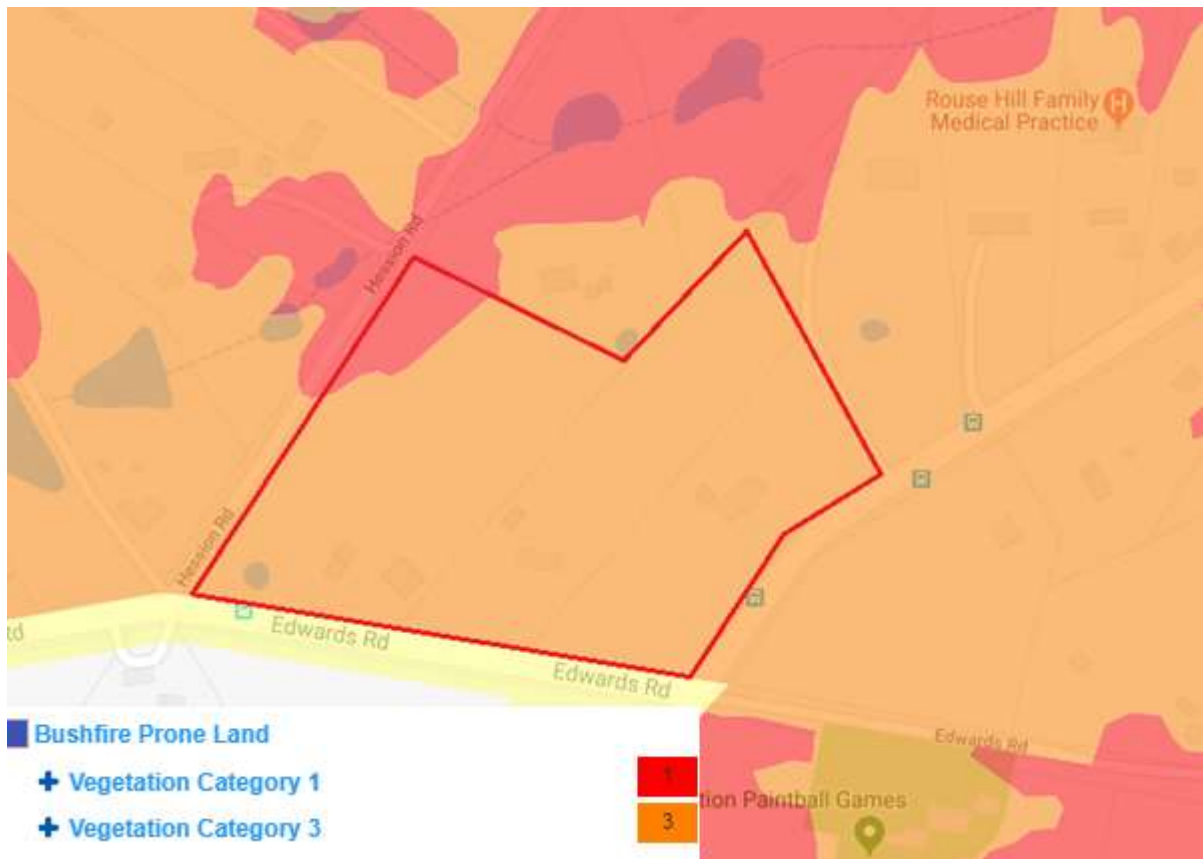 Rouse Hill Family
Medical Practice
H
Hession Rd
Hession Rd
Edwards Rd
Edwards Rd
Edwards Rd
tion Paintball Games
Bushfire Prone Land
Vegetation Category 1
1
Vegetation Category 3
3